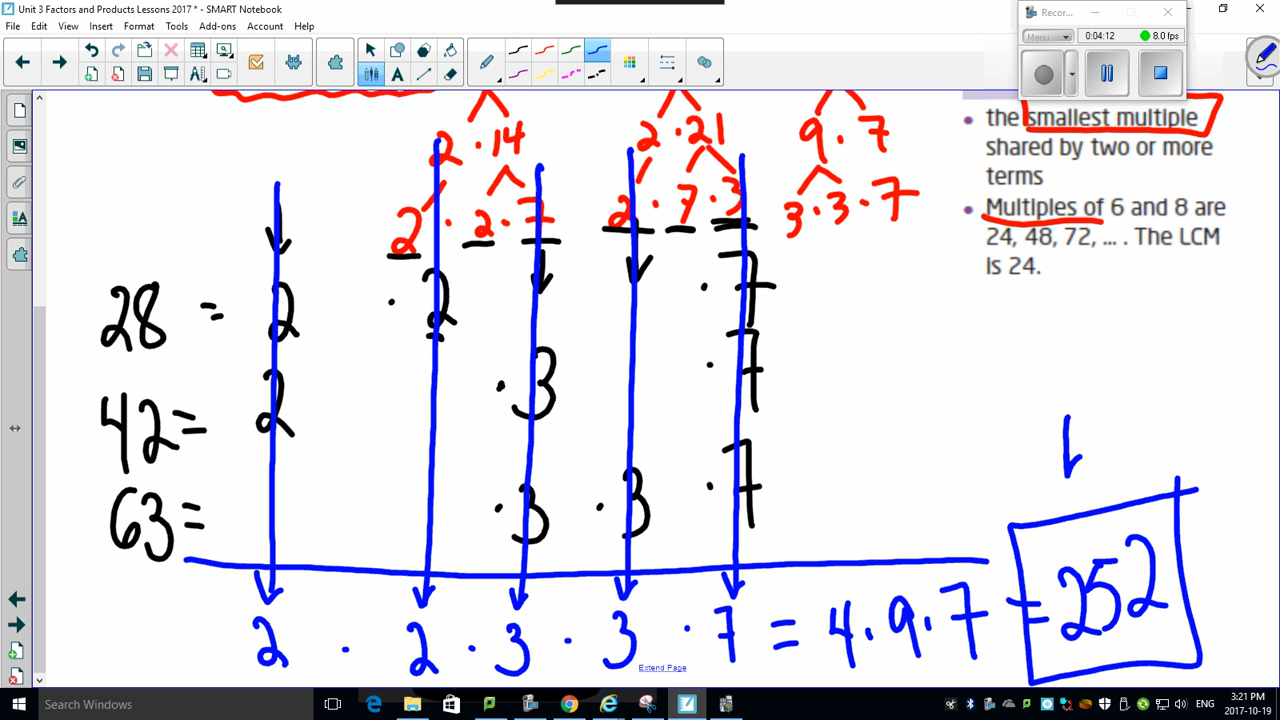 Unit 3 Factors and Products Lessons 2017 * - SMART Notebook
File Edit View Insert Format Tools Add-ons Account Help
Recor...
Menu 0:04:12 8.0 fps
the smallest multiple
shared by two or more
terms
Multiples of 6 and 8 are
24, 48, 72, ... . The LCM
is 24.
2 · 14 2 · 21 9 · 7
2 · 2 · 7 2 · 7 · 3 3 · 3 · 7
28 = 2 · 2 · 7
42 = 2 · 3 · 7
63 = · 3 · 3 · 7
2 · 2 · 3 · 3 · 7 = 4 · 9 · 7 = 252
Extend Page
Search Windows
ENG
3:21 PM
2017-10-19